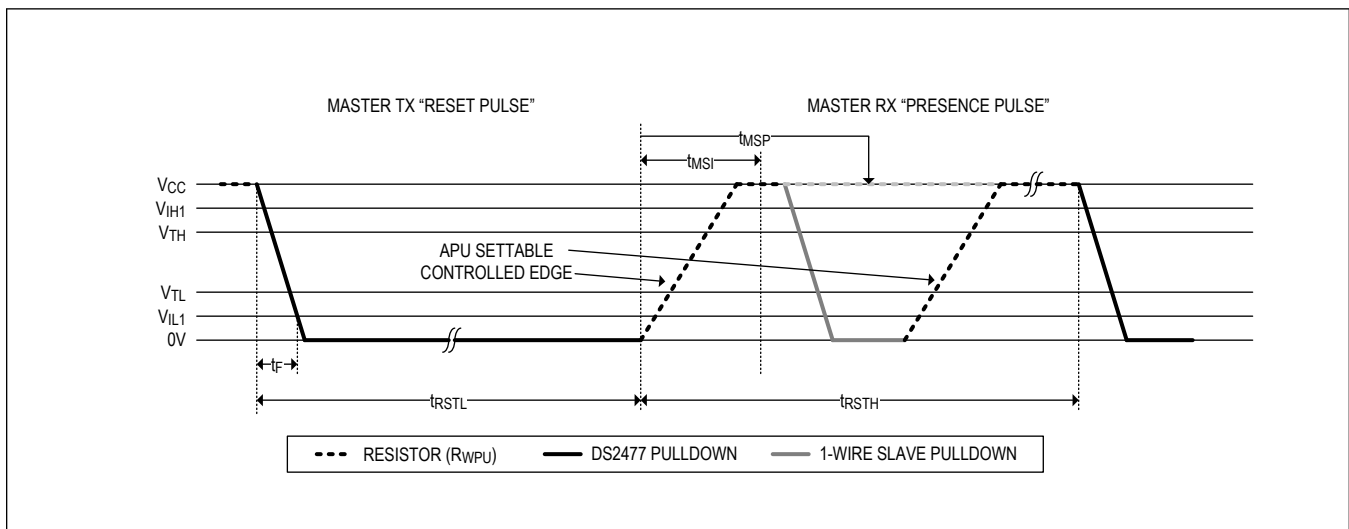 MASTER TX “RESET PULSE”
MASTER RX “PRESENCE PULSE”
tMSP
tMSI
VCC
VIH1
VTH
APU SETTABLE
CONTROLLED EDGE
VTL
VIL1
0V
tF
tRSTL
tRSTH
RESISTOR (RWPU)
DS2477 PULLDOWN
1-WIRE SLAVE PULLDOWN